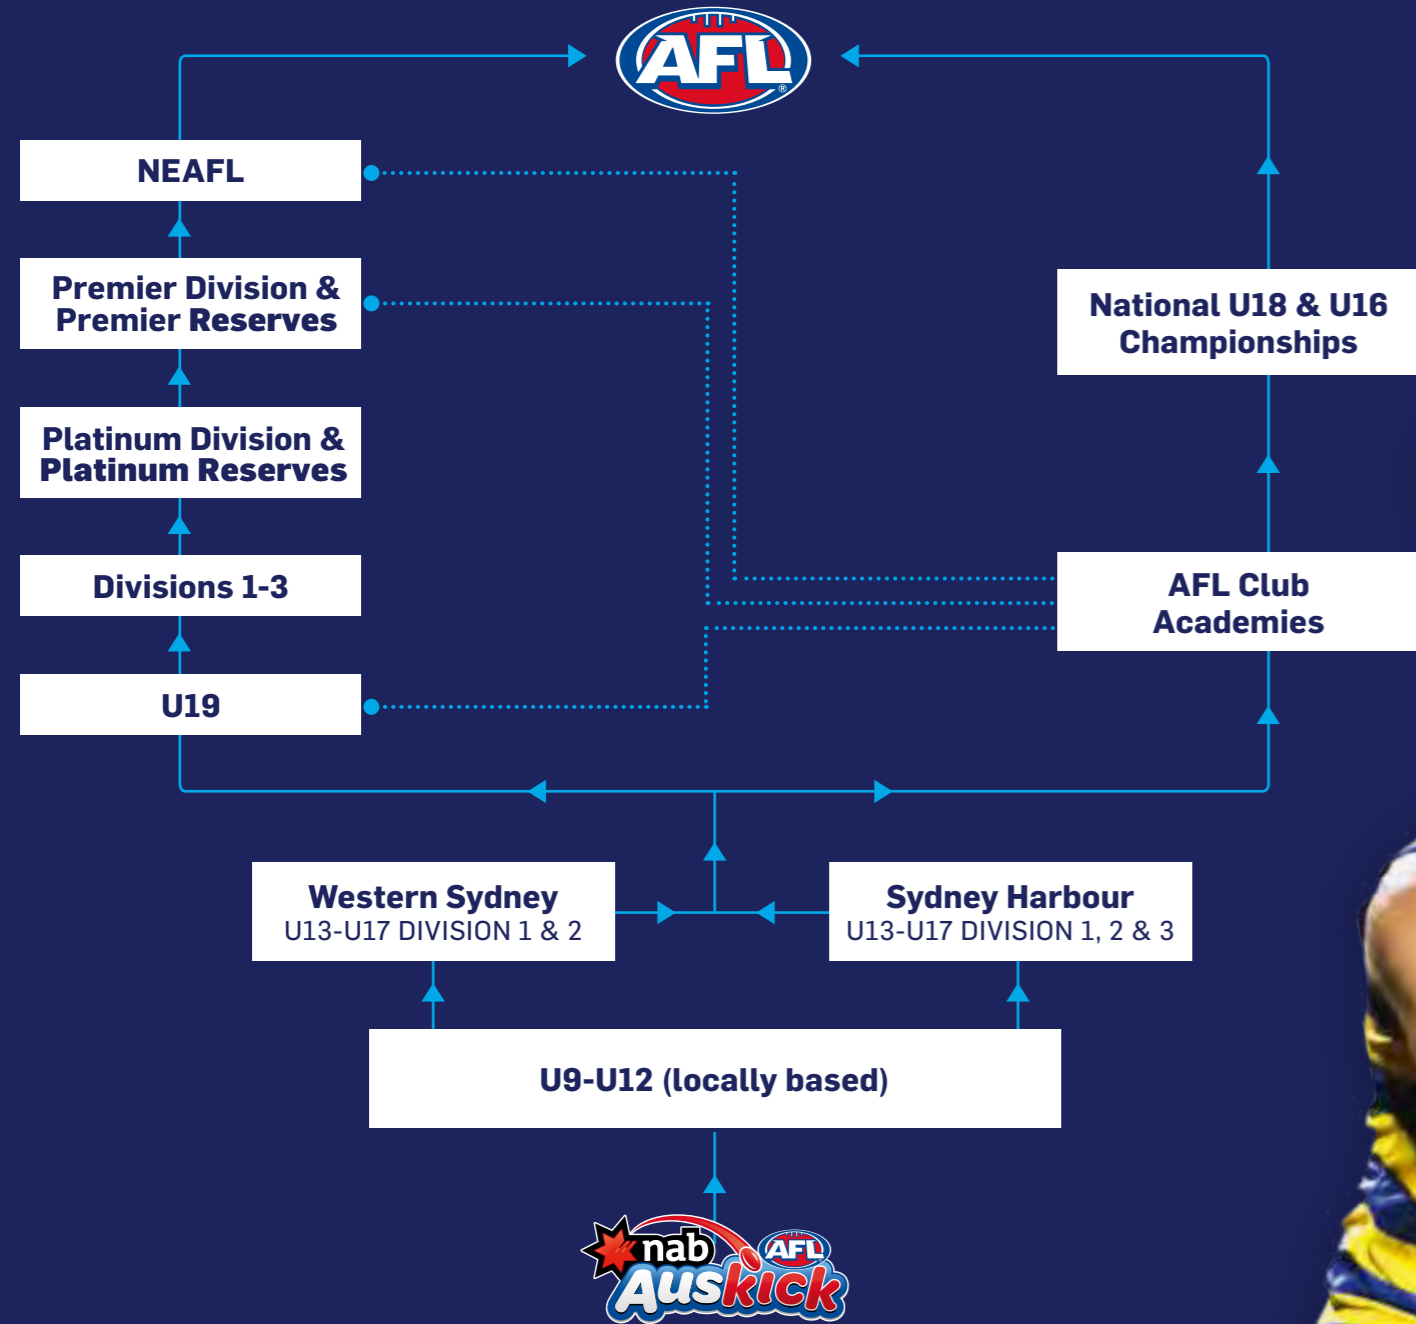 AFL
®
NEAFL
Premier Division &
Premier Reserves
Platinum Division &
Platinum Reserves
Divisions 1-3
U19
National U18 & U16
Championships
AFL Club
Academies
Western Sydney
U13-U17 DIVISION 1 & 2
Sydney Harbour
U13-U17 DIVISION 1, 2 & 3
U9-U12 (locally based)
nab
AFL
Auskick